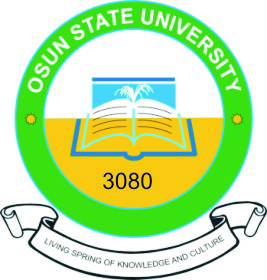 OSUN STATE UNIVERSITY
3080
LIVING SPRING OF KNOWLEDGE AND CULTURE